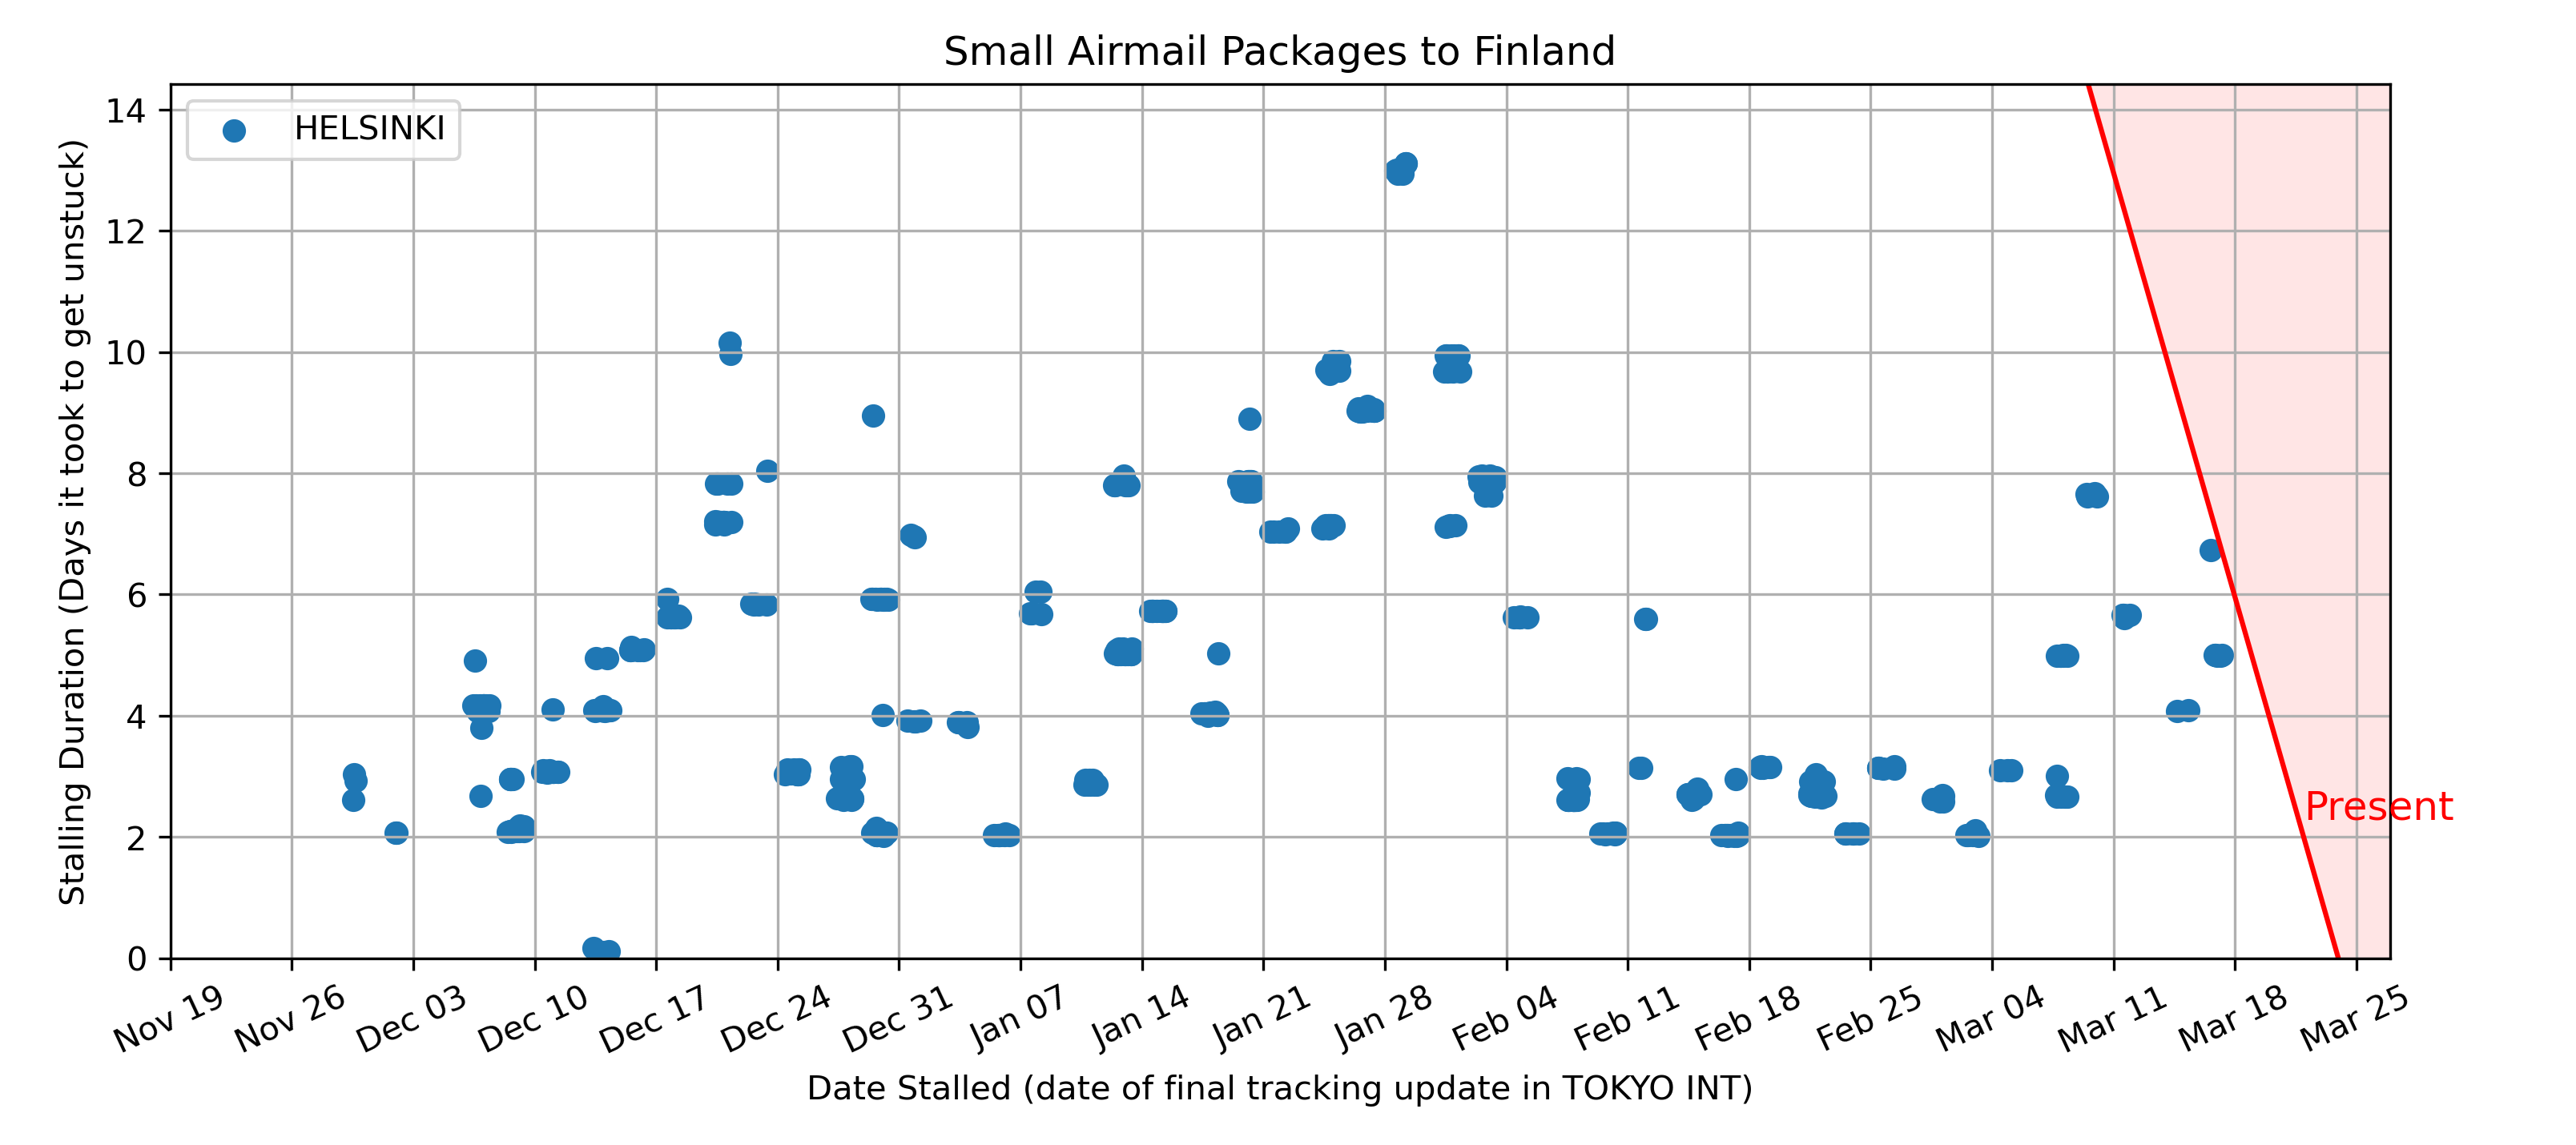 Small Airmail Packages to Finland
HELSINKI
Stalling Duration (Days it took to get unstuck)
14
12
10
8
6
4
2
0
Present
Nov 19
Nov 26
Dec 03
Dec 10
Dec 17
Dec 24
Dec 31
Jan 07
Jan 14
Jan 21
Jan 28
Feb 04
Feb 11
Feb 18
Feb 25
Mar 04
Mar 11
Mar 18
Mar 25
Date Stalled (date of final tracking update in TOKYO INT)